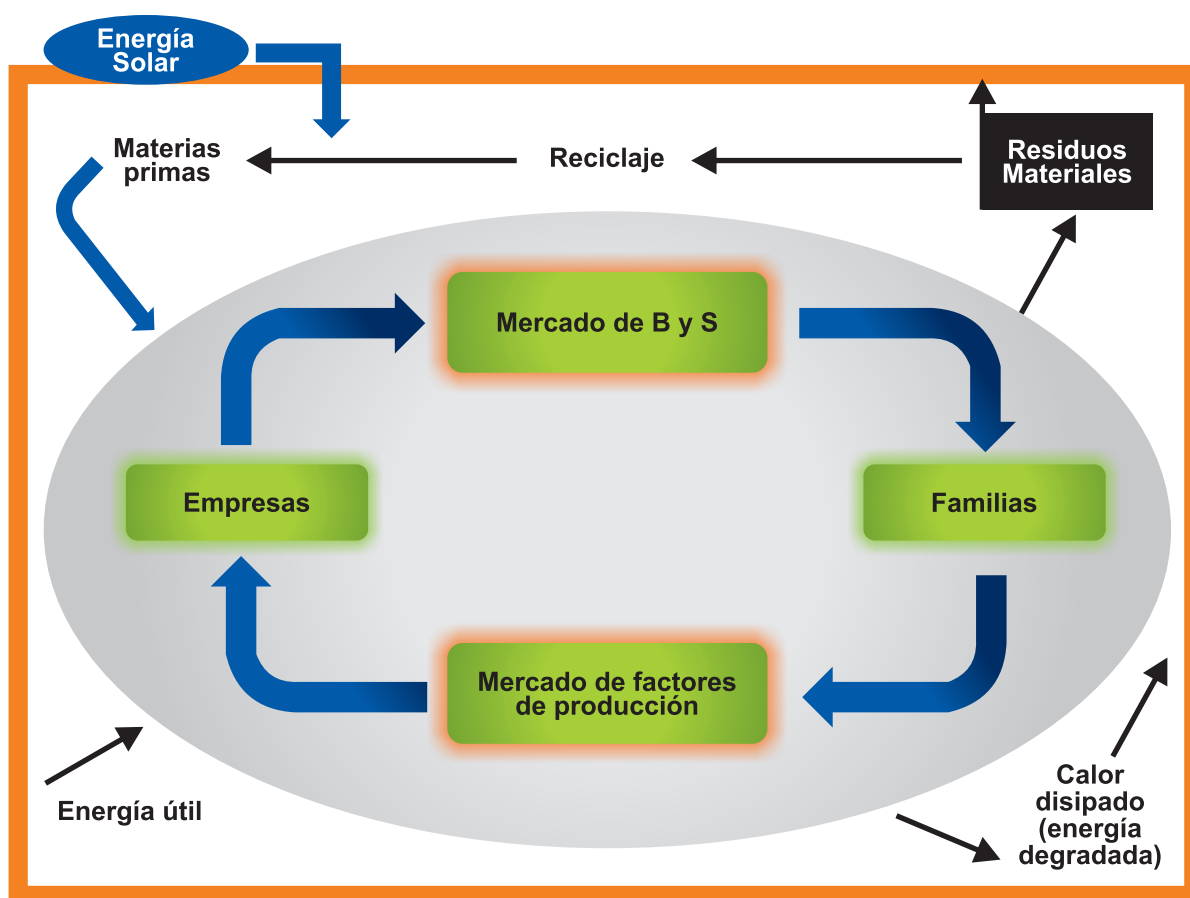 Energía
Solar
Materias
primas
Reciclaje
Residuos
Materiales
Mercado de B y S
Empresas
Familias
Mercado de factores
de producción
Energía útil
Calor
disipado
(energía
degradada)